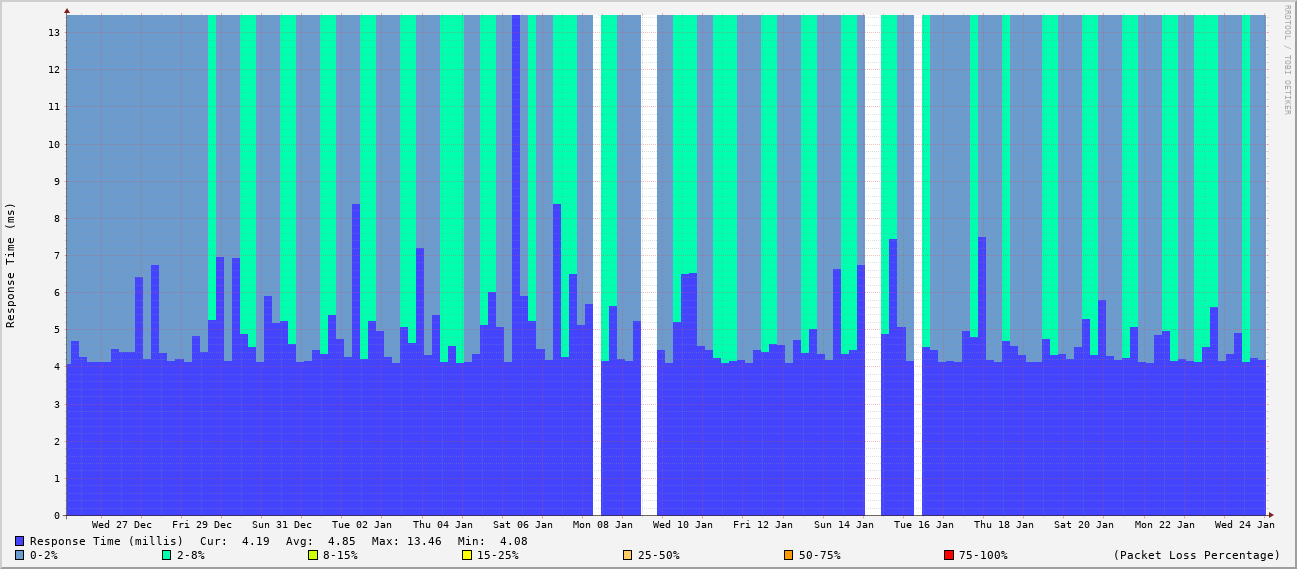 RRDTOOL / TOBI OETIKER
Response Time (ms)
13
12
11
10
9
8
7
6
5
4
3
2
1
0
Wed 27 Dec Fri 29 Dec Sun 31 Dec Tue 02 Jan Thu 04 Jan Sat 06 Jan Mon 08 Jan Wed 10 Jan Fri 12 Jan Sun 14 Jan Tue 16 Jan Thu 18 Jan Sat 20 Jan Mon 22 Jan Wed 24 Jan
Response Time (millis) Cur: 4.19 Avg: 4.85 Max: 13.46 Min: 4.08
0-2% 2-8% 8-15% 15-25% 25-50% 50-75% 75-100% (Packet Loss Percentage)